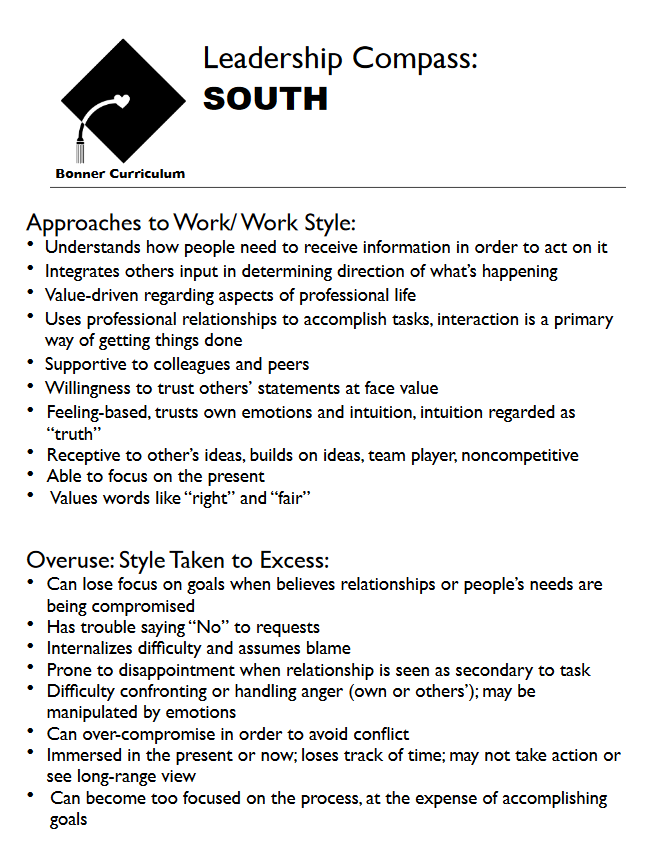 Leadership Compass:
SOUTH
Bonner Curriculum
Approaches to Work/ Work Style:
• Understands how people need to receive information in order to act on it
• Integrates others input in determining direction of what’s happening
• Value-driven regarding aspects of professional life
• Uses professional relationships to accomplish tasks, interaction is a primary
way of getting things done
• Supportive to colleagues and peers
• Willingness to trust others’ statements at face value
• Feeling-based, trusts own emotions and intuition, intuition regarded as
“truth”
• Receptive to other’s ideas, builds on ideas, team player, noncompetitive
• Able to focus on the present
• Values words like “right” and “fair”
Overuse: Style Taken to Excess:
• Can lose focus on goals when believes relationships or people’s needs are
being compromised
• Has trouble saying “No” to requests
• Internalizes difficulty and assumes blame
• Prone to disappointment when relationship is seen as secondary to task
• Difficulty confronting or handling anger (own or others’); may be
manipulated by emotions
• Can over-compromise in order to avoid conflict
• Immersed in the present or now; loses track of time; may not take action or
see long-range view
• Can become too focused on the process, at the expense of accomplishing
goals